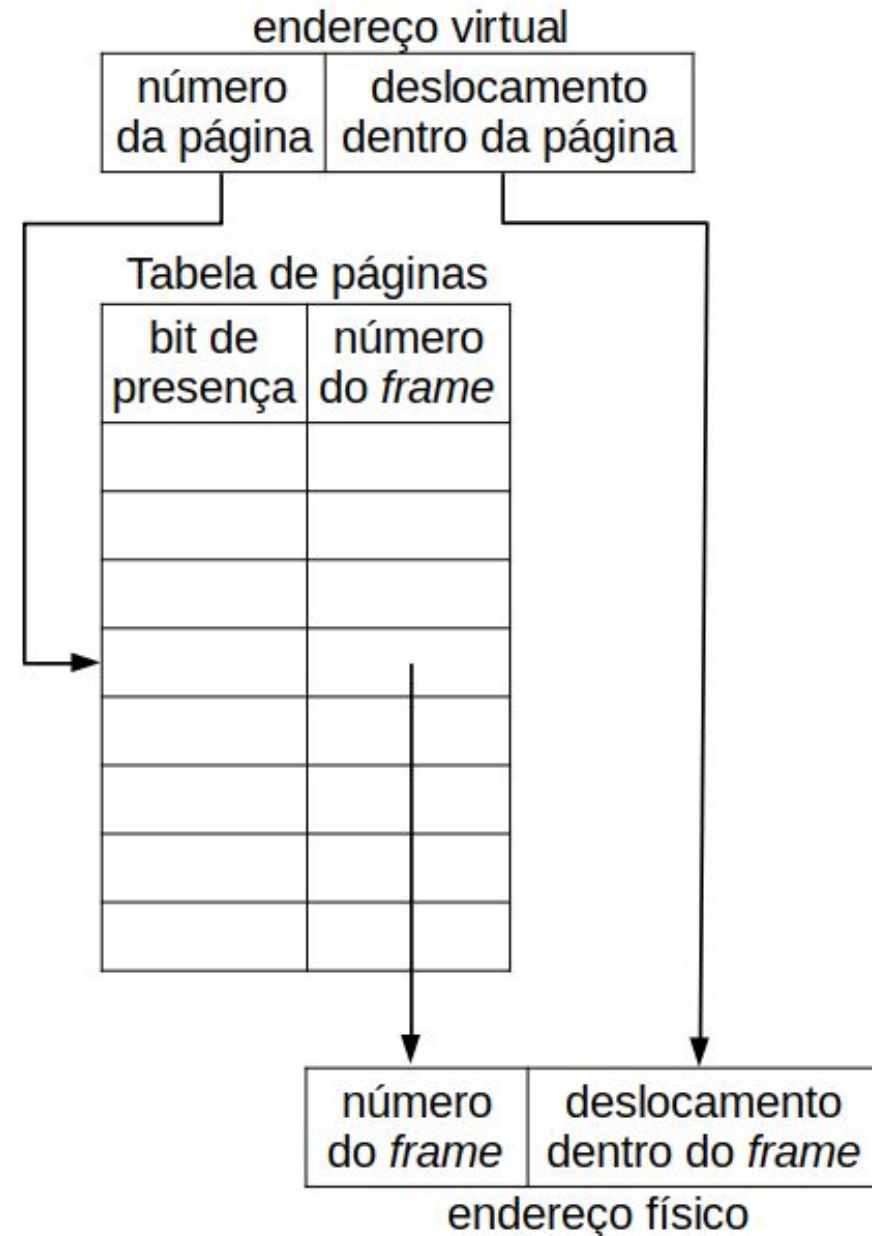 endereço virtual
número
da página
deslocamento
dentro da página
Tabela de páginas
bit de
presença
número
do frame
número
do frame
deslocamento
dentro do frame
endereço físico